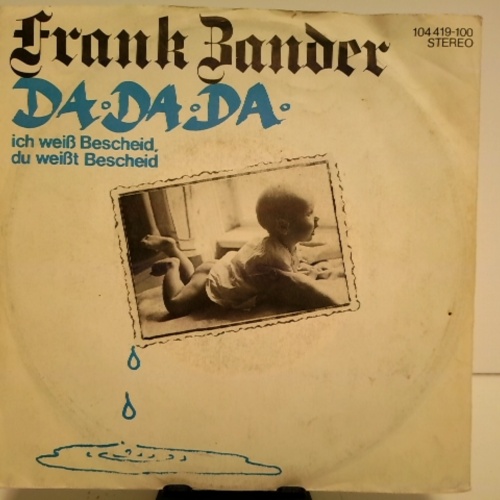 Frank Zander
104 419-100
STEREO
DA·DA·DA·
ich weiß Bescheid,
du weißt Bescheid